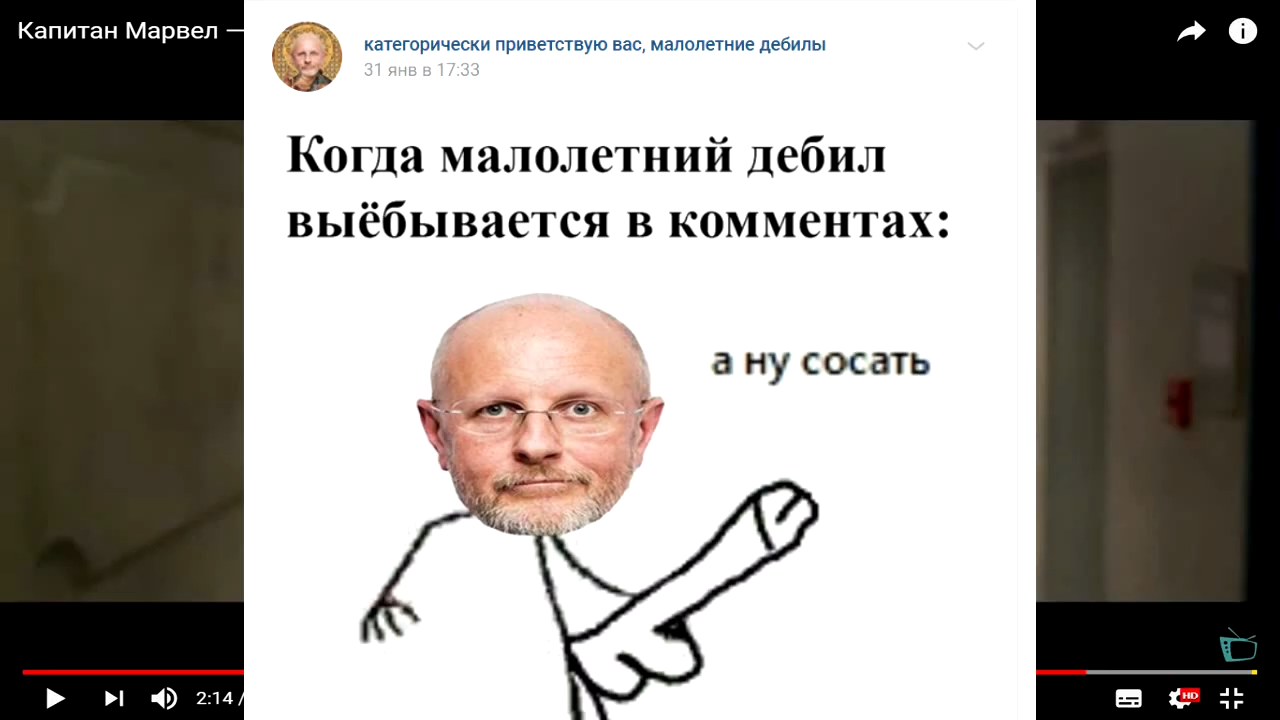 Капитан Марвел —
категорически приветствую вас, малолетние дебилы
31 янв в 17:33
Когда малолетний дебил
выёбывается в комментах:
а ну сосать
2:14 /
HD